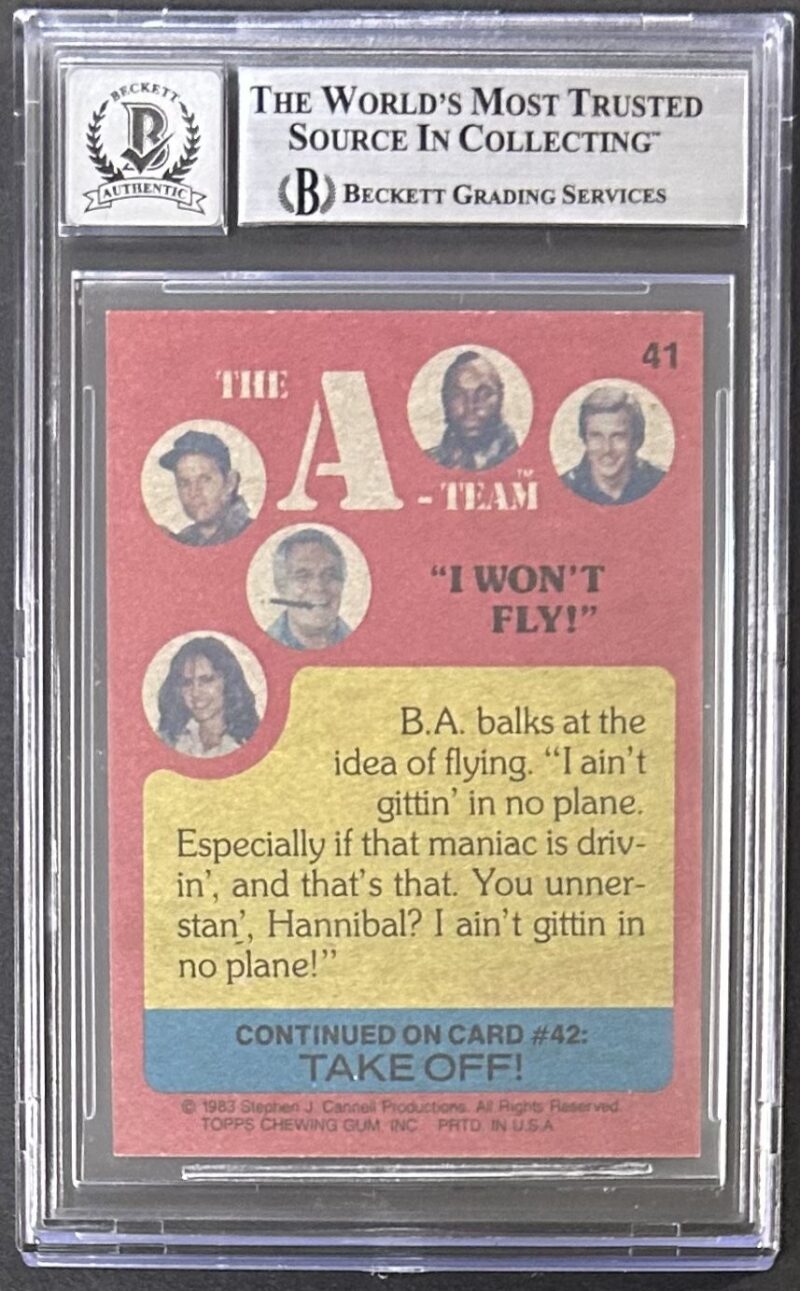 BECKETT
B
AUTHENTIC
THE WORLD'S MOST TRUSTED
SOURCE IN COLLECTING™
B BECKETT GRADING SERVICES
41
THE
A
-TEAM™
"I WON'T
FLY!"
B.A. balks at the
idea of flying. "I ain't
gittin' in no plane.
Especially if that maniac is driv-
in', and that's that. You unner-
stan', Hannibal? I ain't gittin in
no plane!"
CONTINUED ON CARD #42:
TAKE OFF!
© 1983 Stephen J. Cannell Productions. All Rights Reserved.
TOPPS CHEWING GUM, INC. PRTD. IN U.S.A.